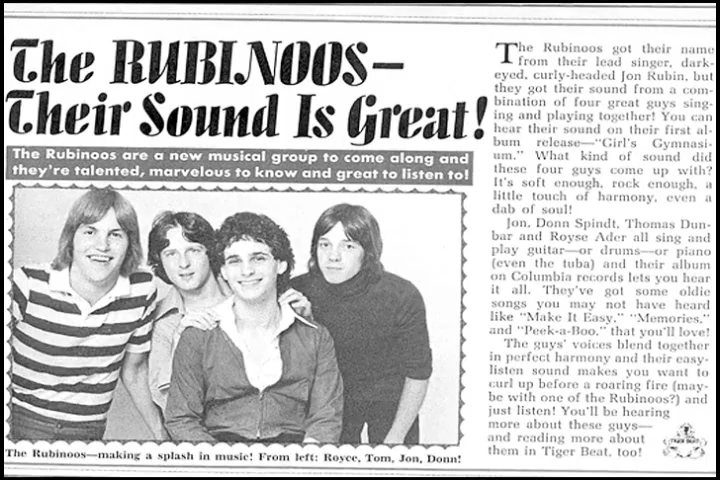 The RUBINOOS—
Their Sound Is Great!
The Rubinoos are a new musical group to come along and
they're talented, marvelous to know and great to listen to!
The Rubinoos—making a splash in music! From left: Royce, Tom, Jon, Donn!
The Rubinoos got their name
from their lead singer, dark-
eyed, curly-headed Jon Rubin, but
they got their sound from a com-
bination of four great guys sing-
ing and playing together! You can
hear their sound on their first al-
bum release—"Girl's Gymnasi-
um." What kind of sound did
these four guys come up with?
It's soft enough, rock enough, a
little touch of harmony, even a
dab of soul!
Jon, Donn Spindt, Thomas Dun-
bar and Royse Ader all sing and
play guitar—or drums—or piano
(even the tuba) and their album
on Columbia records lets you hear
it all. They've got some oldie
songs you may not have heard
like "Make It Easy," "Memories,"
and "Peek-a-Boo," that you'll love!
The guys' voices blend together
in perfect harmony and their easy-
listen sound makes you want to
curl up before a roaring fire (may-
be with one of the Rubinoos?) and
just listen! You'll be hearing
more about these guys—
and reading more about
them in Tiger Beat, too!
TIGER BEAT